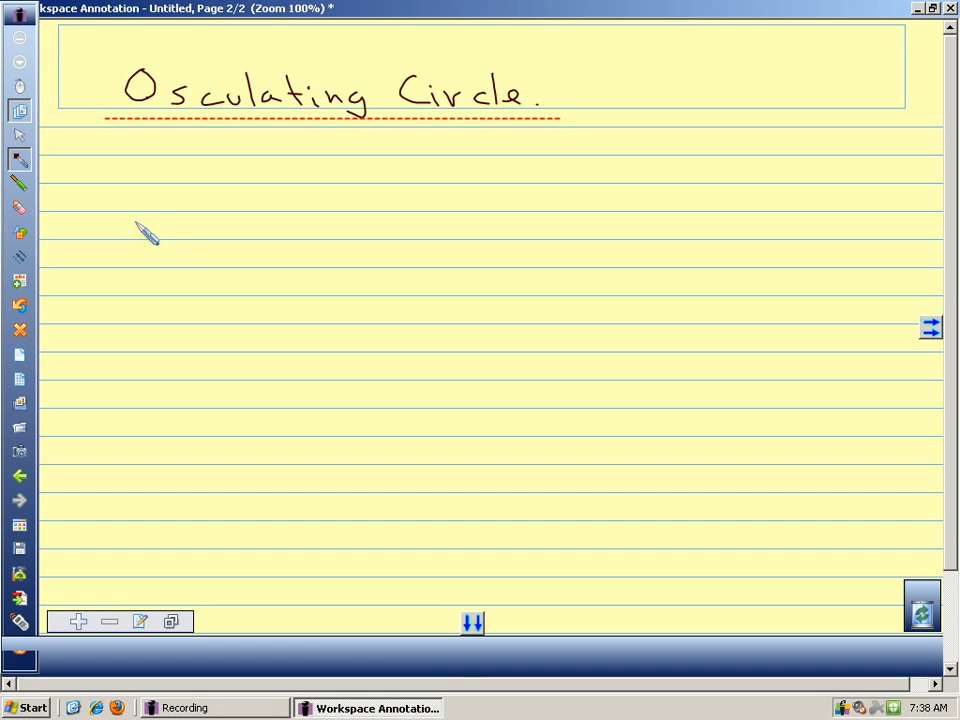 kspace Annotation - Untitled, Page 2/2 (Zoom 100%) *
Osculating Circle.
Start
Recording
Workspace Annotatio...
7:38 AM